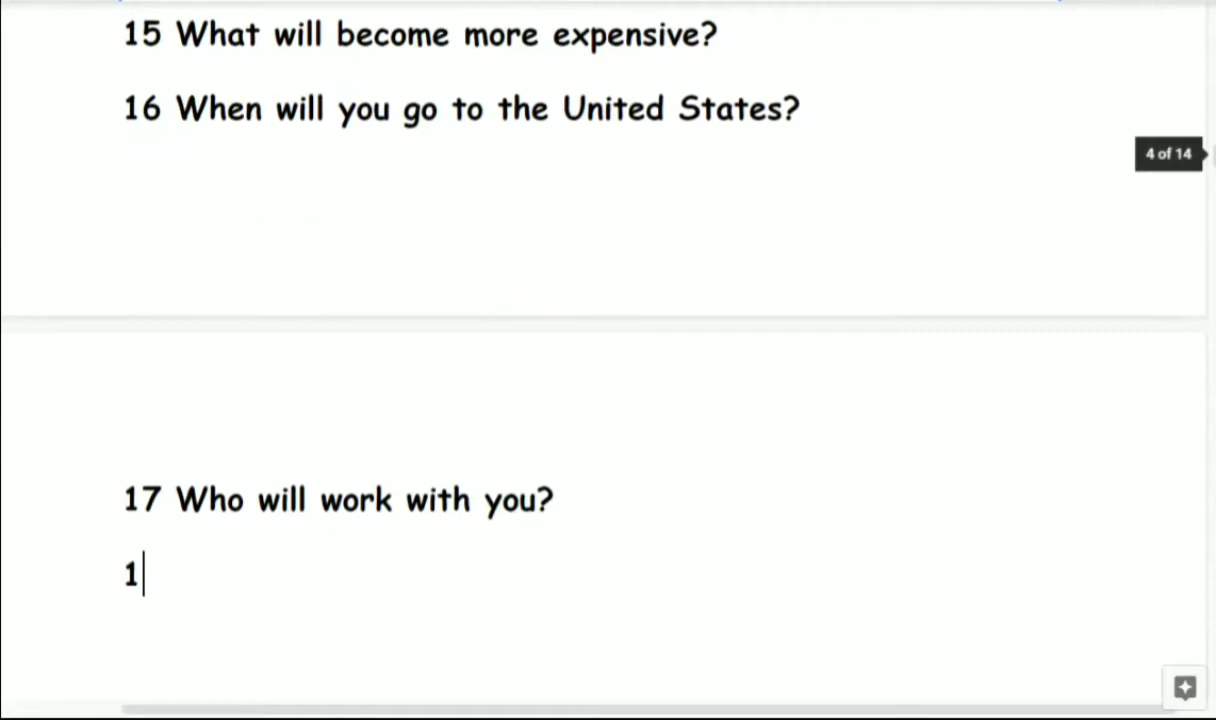 15 What will become more expensive?
16 When will you go to the United States?
4 of 14
17 Who will work with you?
1